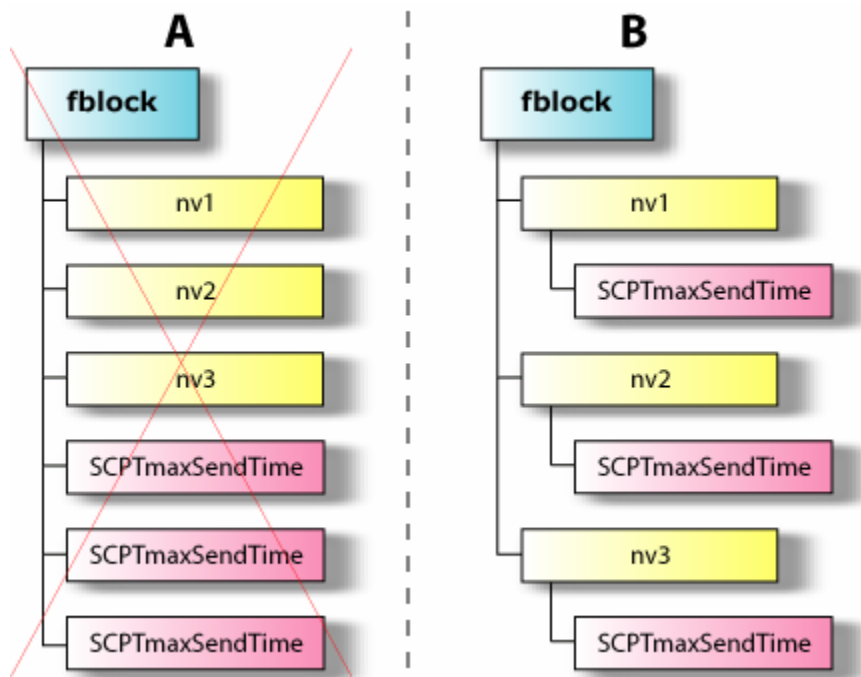 A
fblock
nv1
nv2
nv3
SCPTmaxSendTime
SCPTmaxSendTime
SCPTmaxSendTime
B
fblock
nv1
SCPTmaxSendTime
nv2
SCPTmaxSendTime
nv3
SCPTmaxSendTime